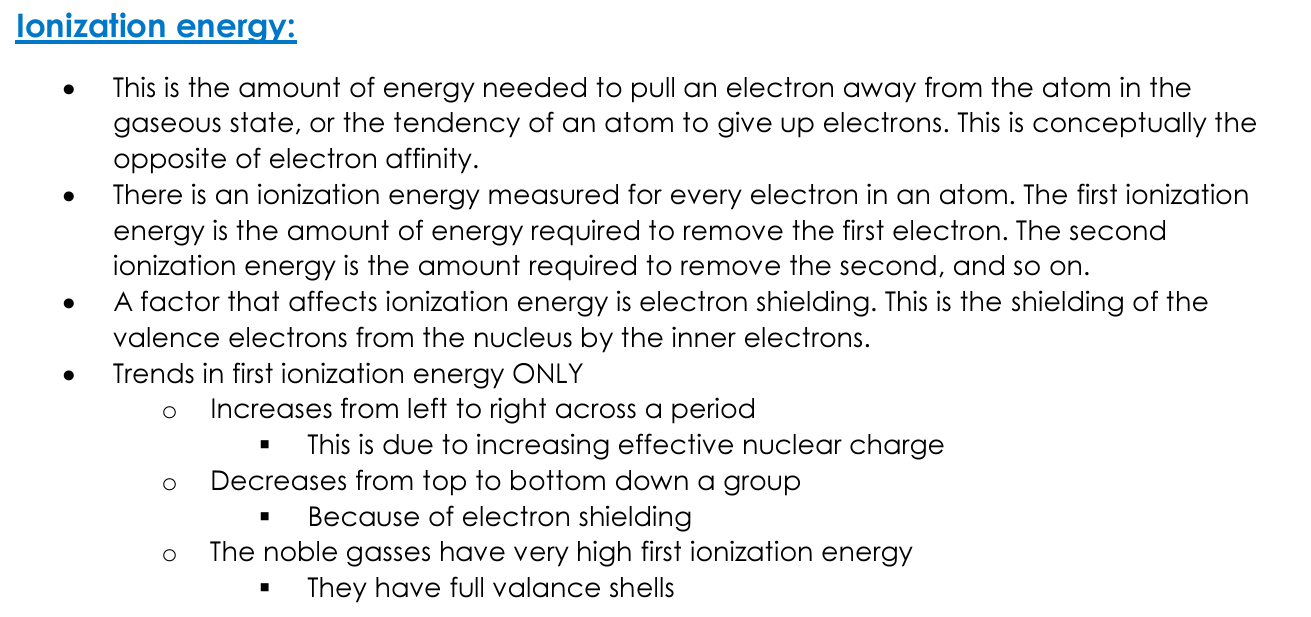 Ionization energy:
• This is the amount of energy needed to pull an electron away from the atom in the
gaseous state, or the tendency of an atom to give up electrons. This is conceptually the
opposite of electron affinity.
• There is an ionization energy measured for every electron in an atom. The first ionization
energy is the amount of energy required to remove the first electron. The second
ionization energy is the amount required to remove the second, and so on.
• A factor that affects ionization energy is electron shielding. This is the shielding of the
valence electrons from the nucleus by the inner electrons.
• Trends in first ionization energy ONLY
o Increases from left to right across a period
▪ This is due to increasing effective nuclear charge
o Decreases from top to bottom down a group
▪ Because of electron shielding
o The noble gasses have very high first ionization energy
▪ They have full valance shells